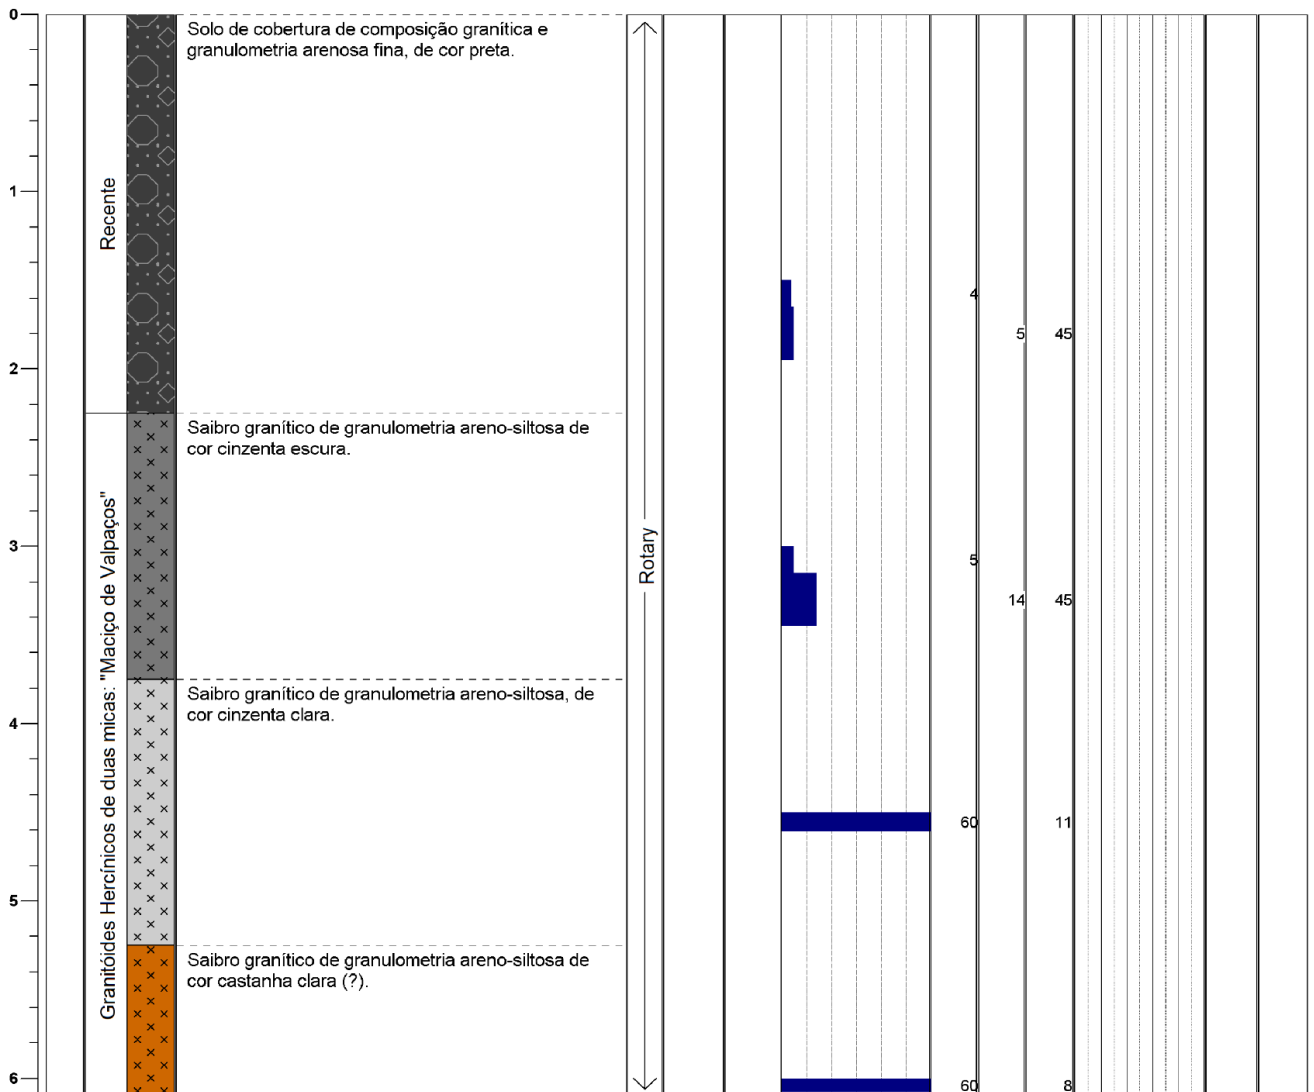 0
Solo de cobertura de composição granítica e
granulometria arenosa fina, de cor preta.
1
Recente
4
5 45
2
Saibro granítico de granulometria areno-siltosa de
cor cinzenta escura.
3
Rotary
5
14 45
Granitóides Hercínicos de duas micas: "Maciço de Valpaços"
Saibro granítico de granulometria areno-siltosa, de
cor cinzenta clara.
4
60 11
5
Saibro granítico de granulometria areno-siltosa de
cor castanha clara (?).
6
60 8